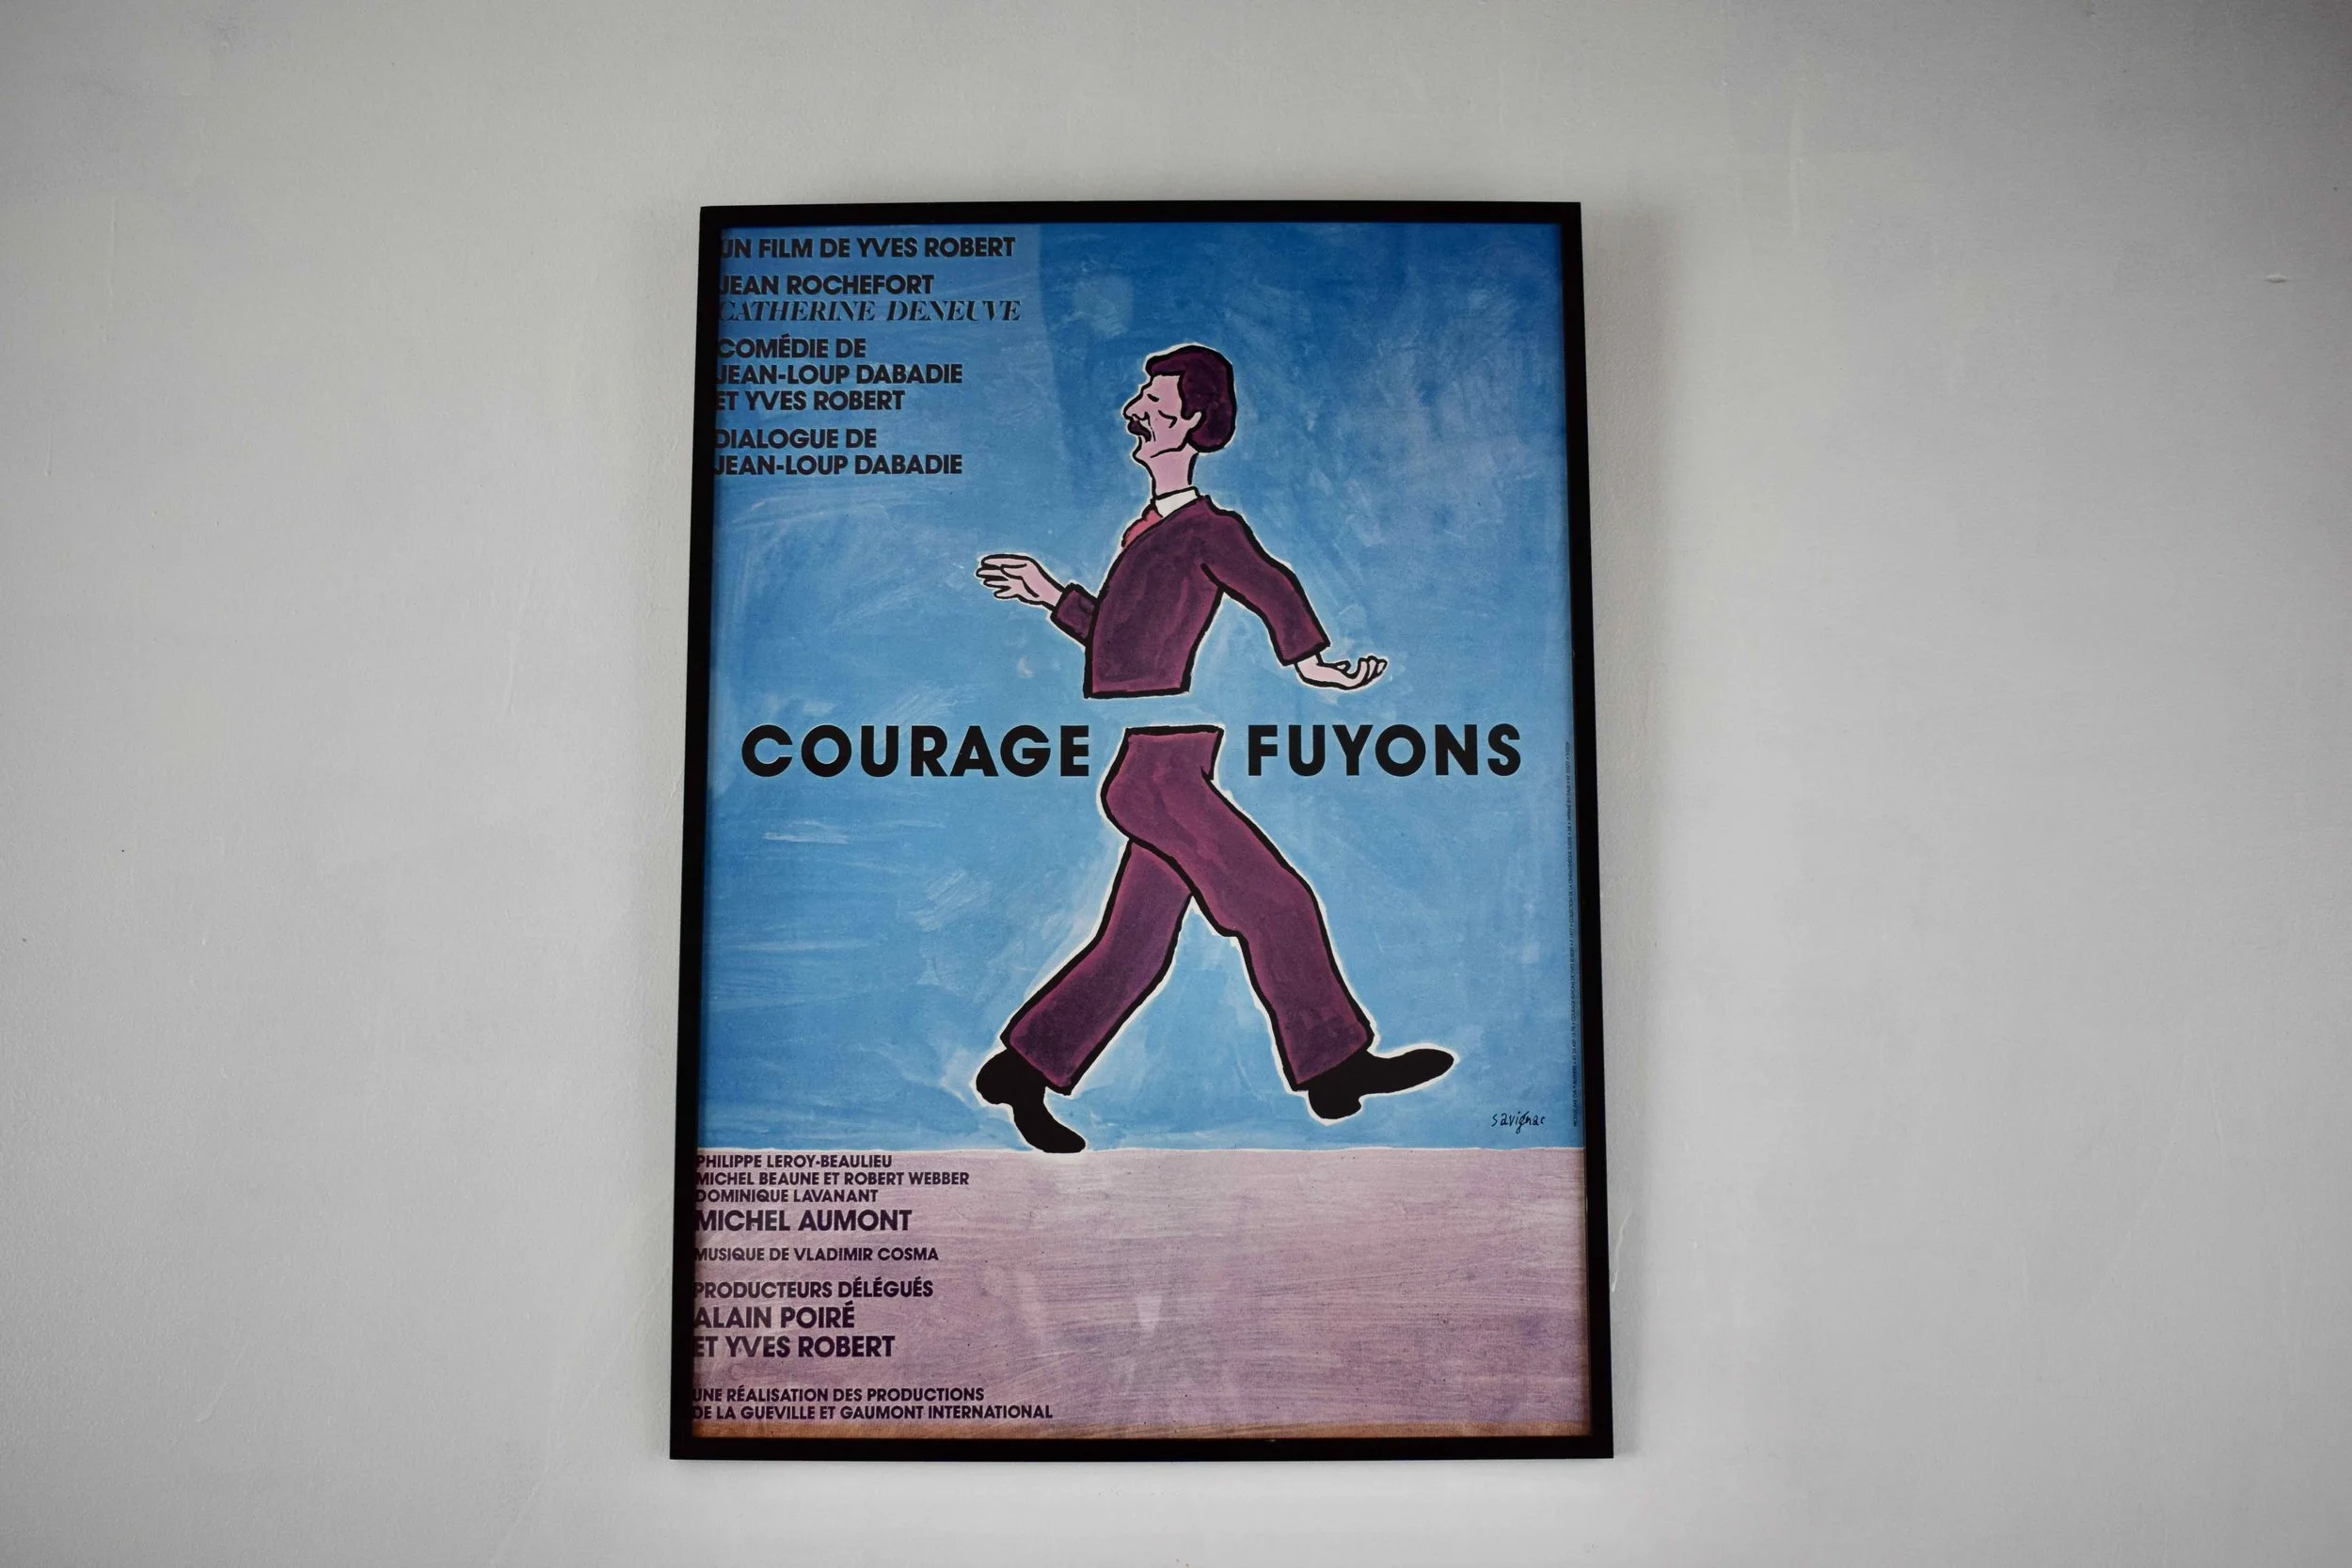 UN FILM DE YVES ROBERT
JEAN ROCHEFORT
CATHERINE DENEUVE
COMÉDIE DE
JEAN-LOUP DABADIE
ET YVES ROBERT
DIALOGUE DE
JEAN-LOUP DABADIE
COURAGE FUYONS
savignac
PHILIPPE LEROY-BEAULIEU
MICHEL BEAUNE ET ROBERT WEBBER
DOMINIQUE LAVANANT
MICHEL AUMONT
MUSIQUE DE VLADIMIR COSMA
PRODUCTEURS DÉLÉGUÉS
ALAIN POIRÉ
ET YVES ROBERT
UNE RÉALISATION DES PRODUCTIONS
DE LA GUEVILLE ET GAUMONT INTERNATIONAL